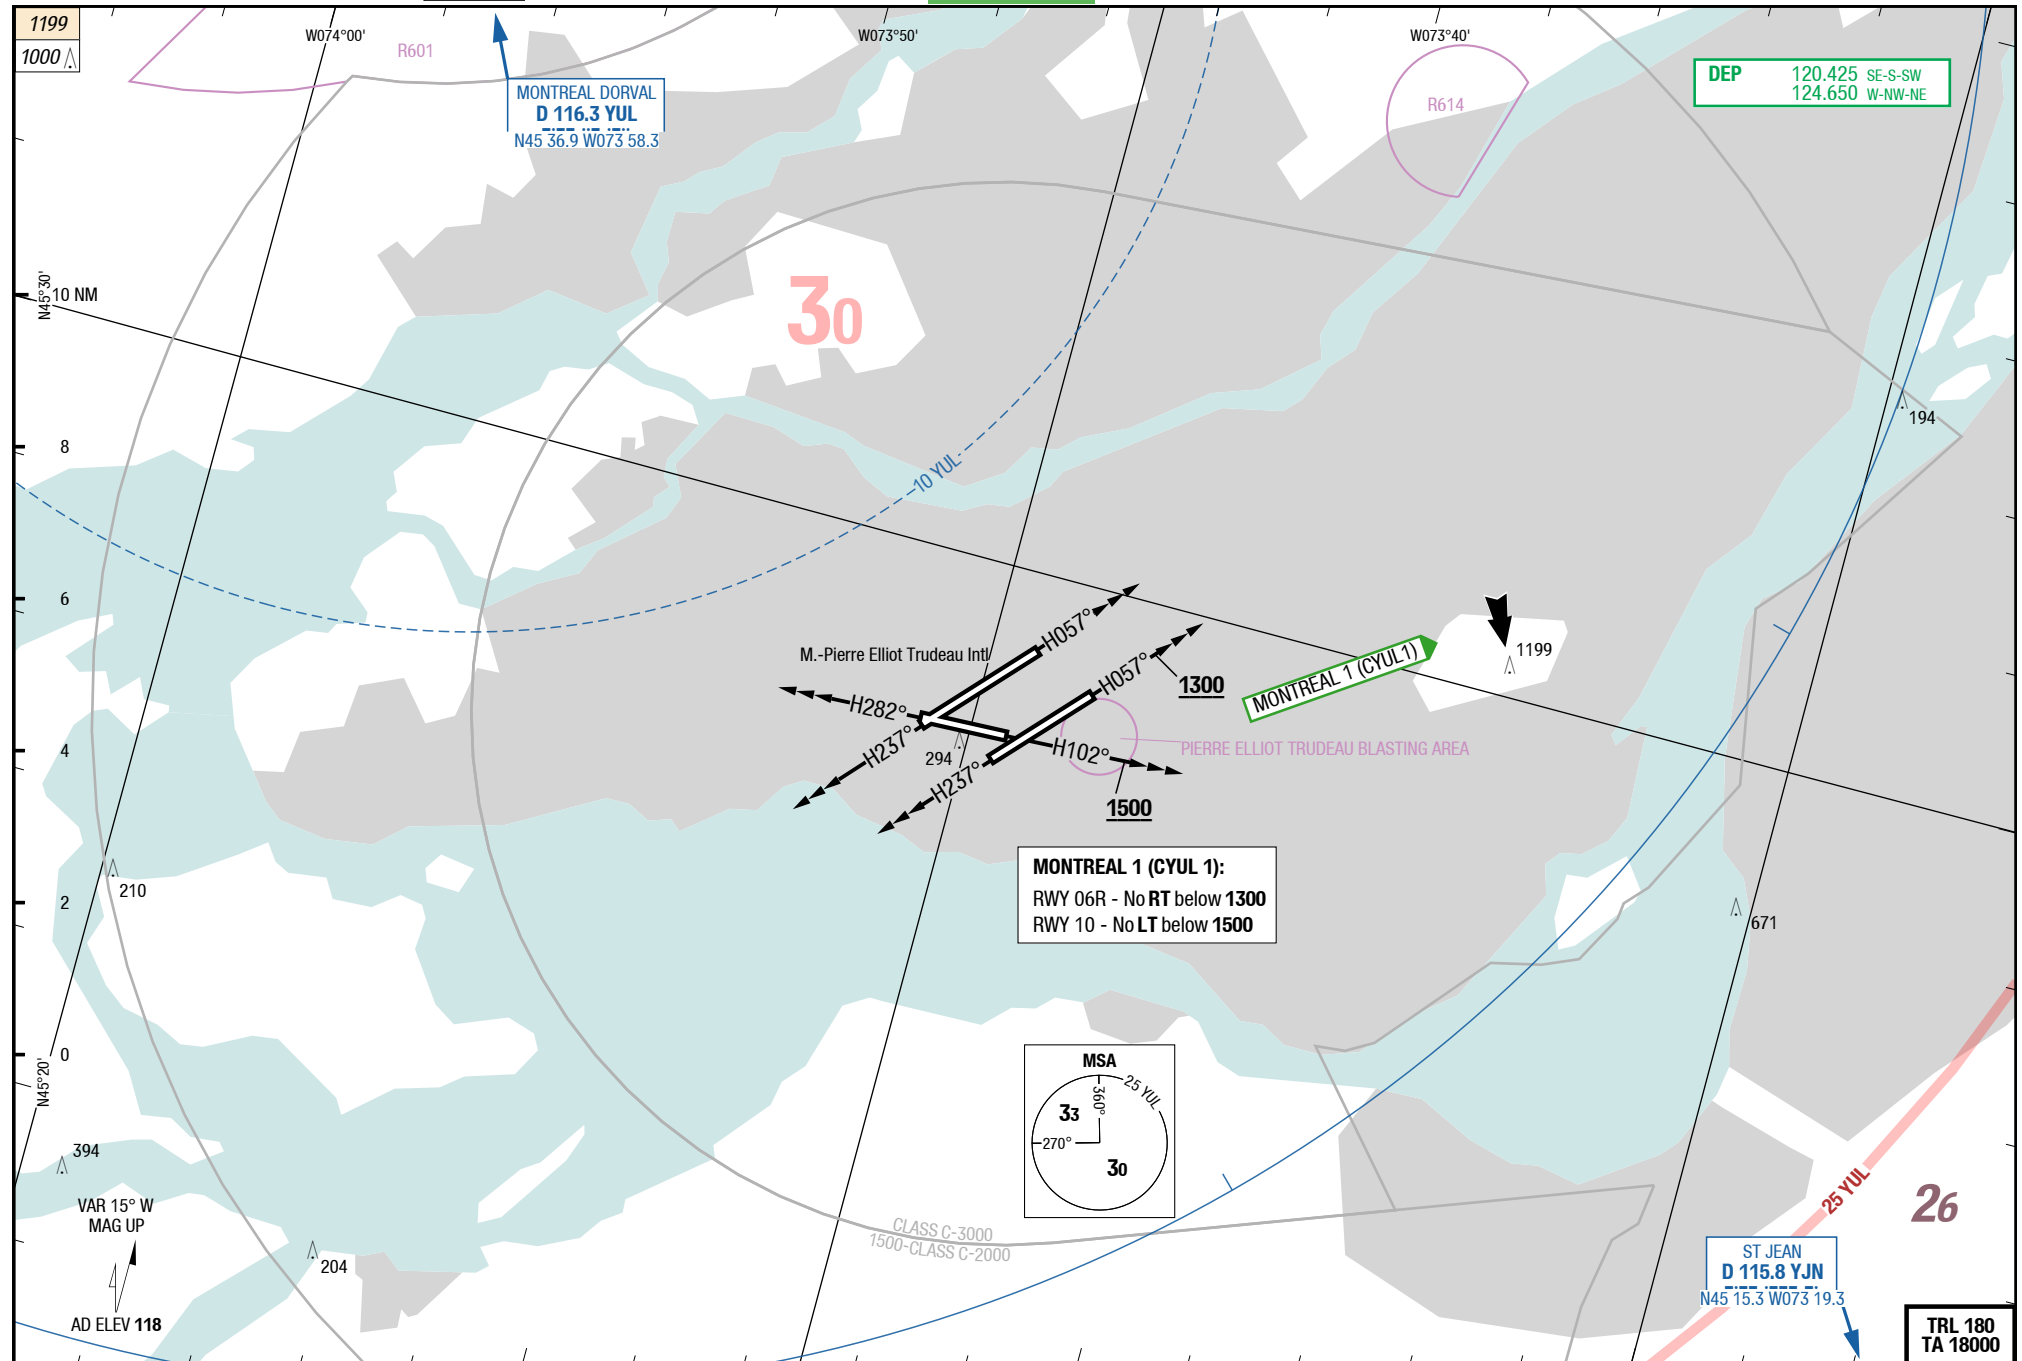 1199
1000
W074°00'
R601
W073°50'
W073°40'
MONTREAL DORVAL
D 116.3 YUL
N45 36.9 W073 58.3
R614
DEP 120.425 SE-S-SW
124.650 W-NW-NE
N45°30'
10 NM
30
8
194
10 YUL
6
M.-Pierre Elliot Trudeau Intl
H057°
H057°
1300
MONTREAL 1 (CYUL1)
1199
H282°
H237°
294
H237°
H102°
PIERRE ELLIOT TRUDEAU BLASTING AREA
4
1500
MONTREAL 1 (CYUL 1):
RWY 06R - No RT below 1300
RWY 10 - No LT below 1500
210
2
671
0
N45°20'
MSA
25 YUL
360°
33
270°
30
394
VAR 15° W
MAG UP
AD ELEV 118
204
CLASS C-3000
1500-CLASS C-2000
25 YUL
26
ST JEAN
D 115.8 YJN
N45 15.3 W073 19.3
TRL 180
TA 18000